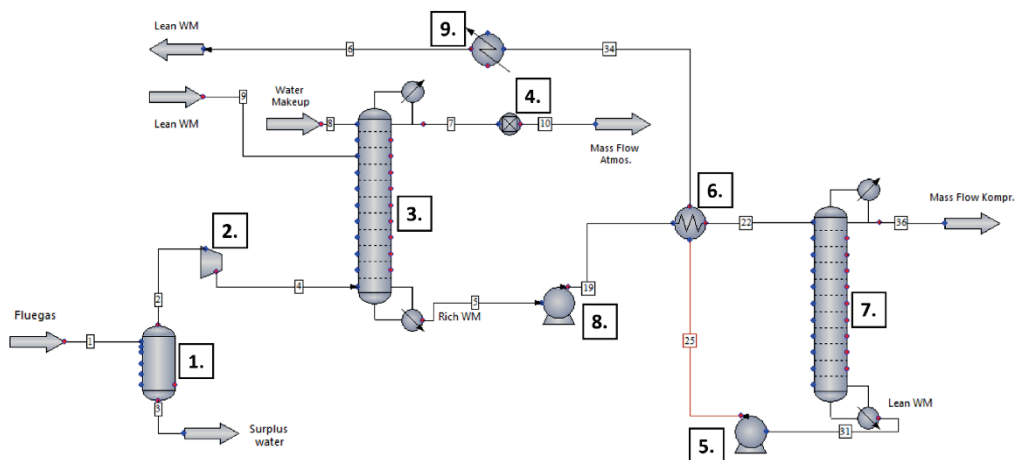 Lean WM
6
9.
34
9
Lean WM
Water
Makeup
8
7
4.
10
Mass Flow
Atmos.
3.
6.
22
Mass Flow Kompr.
36
2.
2
4
19
5
Rich WM
8.
7.
Fluegas
1
1.
25
3
Surplus
water
5.
31
Lean WM